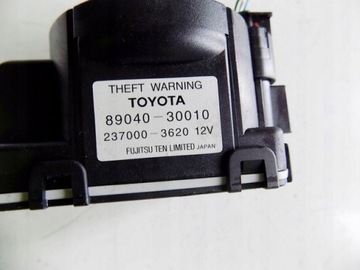 THEFT WARNING
TOYOTA
89040-30010
237000-3620 12V
FUJITSU TEN LIMITED JAPAN